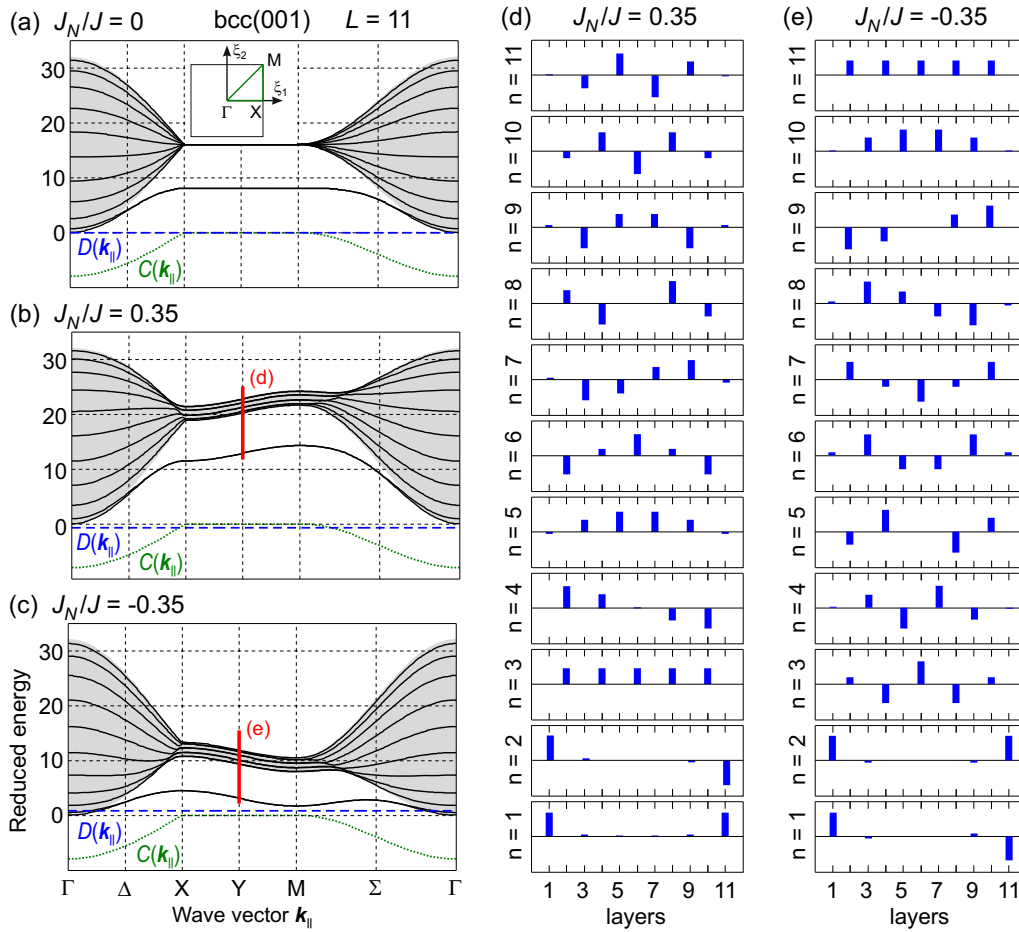 (a) J_N/J = 0 bcc(001) L = 11
30
20
10
0
ξ₂
M
ξ₁
Γ X
D(k∥)
C(k∥)
(b) J_N/J = 0.35
30
20
10
0
(d)
D(k∥)
C(k∥)
(c) J_N/J = -0.35
30
20
10
0
(e)
D(k∥)
C(k∥)
Reduced energy
Γ Δ X Y M Σ Γ
Wave vector k∥
(d) J_N/J = 0.35
n = 11
n = 10
n = 9
n = 8
n = 7
n = 6
n = 5
n = 4
n = 3
n = 2
n = 1
1 3 5 7 9 11
layers
(e) J_N/J = -0.35
n = 11
n = 10
n = 9
n = 8
n = 7
n = 6
n = 5
n = 4
n = 3
n = 2
n = 1
1 3 5 7 9 11
layers